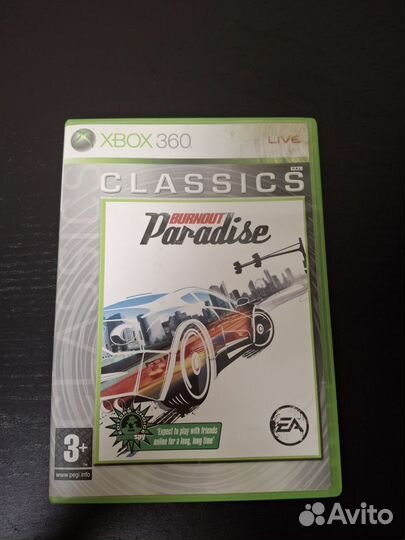 XBOX 360
LIVE
CLASSICS
BURNOUT
Paradise
CLASSICS
"Expect to play with friends
online for a long, long time"
EA
3+
www.pegi.info
Avito